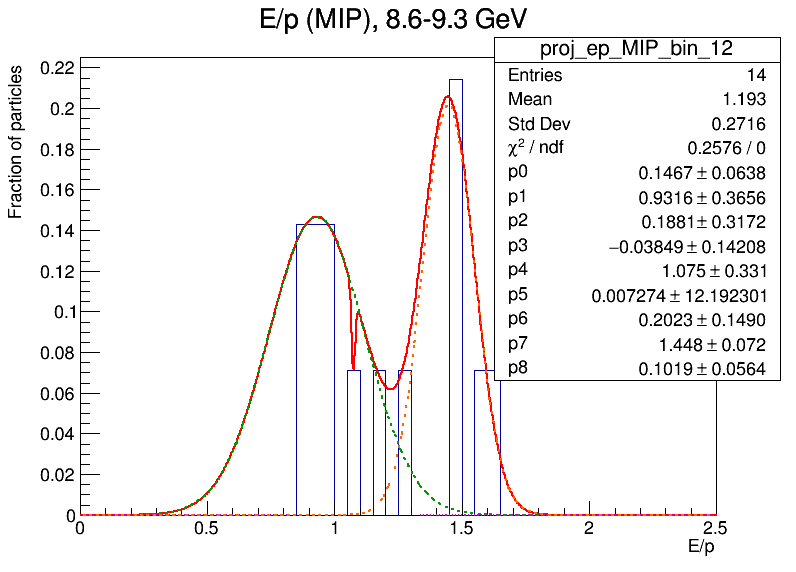 E/p (MIP), 8.6-9.3 GeV
proj_ep_MIP_bin_12
Entries 14
Mean 1.193
Std Dev 0.2716
χ² / ndf 0.2576 / 0
p0 0.1467 ± 0.0638
p1 0.9316 ± 0.3656
p2 0.1881 ± 0.3172
p3 −0.03849 ± 0.14208
p4 1.075 ± 0.331
p5 0.007274 ± 12.192301
p6 0.2023 ± 0.1490
p7 1.448 ± 0.072
p8 0.1019 ± 0.0564
Fraction of particles
0.22
0.2
0.18
0.16
0.14
0.12
0.1
0.08
0.06
0.04
0.02
0
0 0.5 1 1.5 2 2.5
E/p